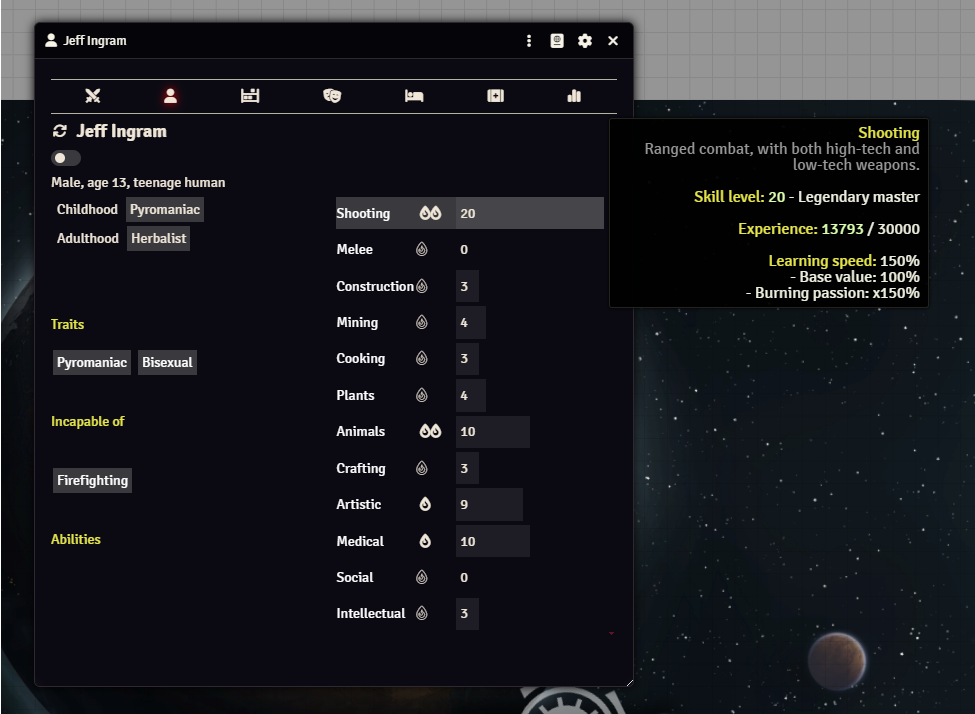 Jeff Ingram
Jeff Ingram
Male, age 13, teenage human
Childhood Pyromaniac
Adulthood Herbalist
Traits
Pyromaniac Bisexual
Incapable of
Firefighting
Abilities
Shooting 20
Melee 0
Construction 3
Mining 4
Cooking 3
Plants 4
Animals 10
Crafting 3
Artistic 9
Medical 10
Social 0
Intellectual 3
Shooting
Ranged combat, with both high-tech and
low-tech weapons.
Skill level: 20 - Legendary master
Experience: 13793 / 30000
Learning speed: 150%
- Base value: 100%
- Burning passion: x150%